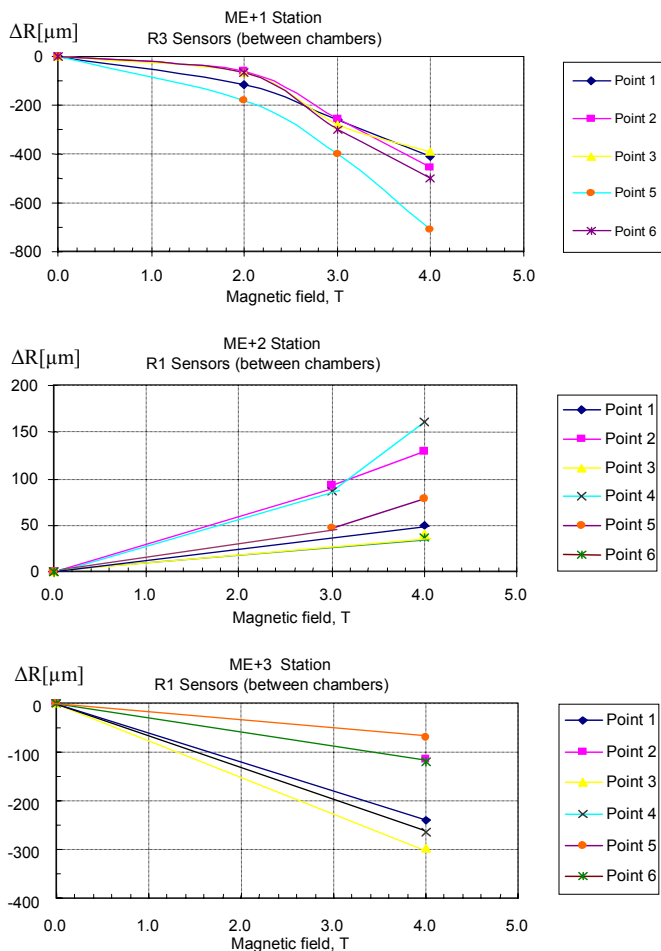 ME+1 Station
R3 Sensors (between chambers)
ΔR[µm]
0
-200
-400
-600
-800
0.0 1.0 2.0 3.0 4.0 5.0
Magnetic field, T
Point 1
Point 2
Point 3
Point 5
Point 6
ME+2 Station
R1 Sensors (between chambers)
ΔR[µm]
200
150
100
50
0
0.0 1.0 2.0 3.0 4.0 5.0
Magnetic field, T
Point 1
Point 2
Point 3
Point 4
Point 5
Point 6
ME+3 Station
R1 Sensors (between chambers)
ΔR[µm]
0
-100
-200
-300
-400
0.0 1.0 2.0 3.0 4.0 5.0
Magnetic field, T
Point 1
Point 2
Point 3
Point 4
Point 5
Point 6